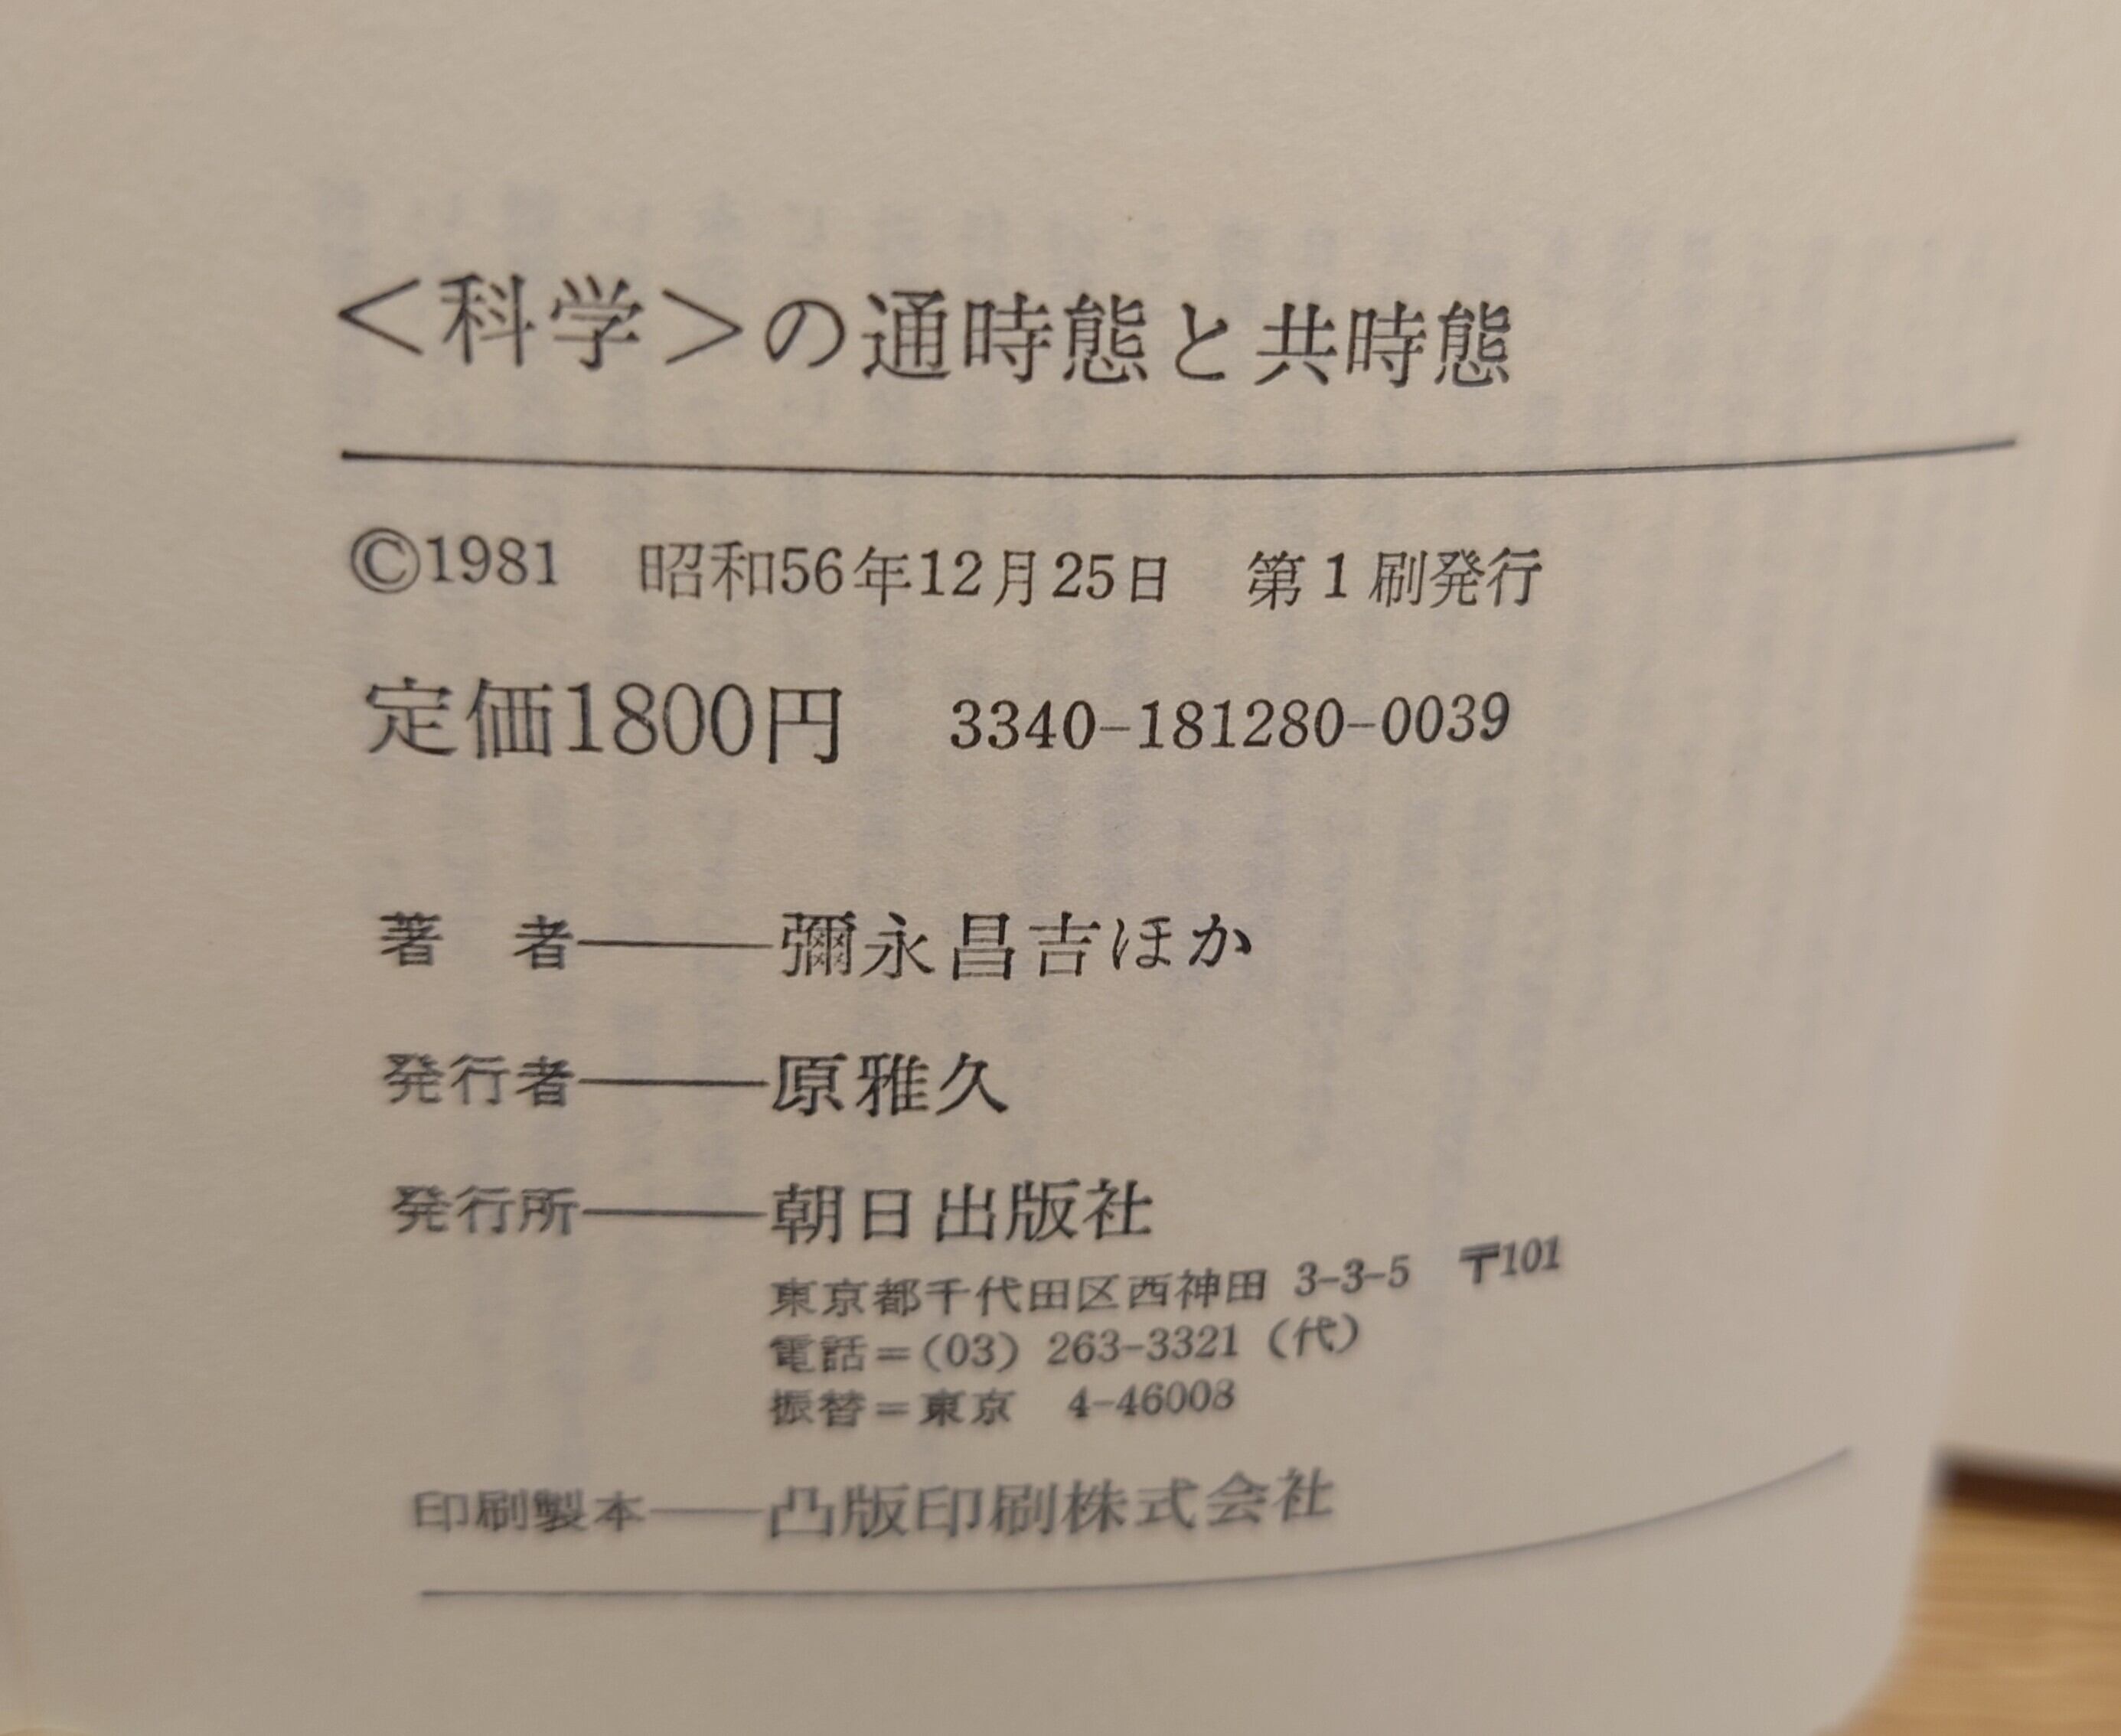 ＜科学＞の通時態と共時態
©1981　昭和56年12月25日　第1刷発行
定価1800円　3340-181280-0039
著　者――彌永昌吉ほか
発行者――原雅久
発行所――朝日出版社
東京都千代田区西神田 3-3-5　〒101
電話＝(03) 263-3321（代）
振替＝東京　4-46008
印刷製本――凸版印刷株式会社